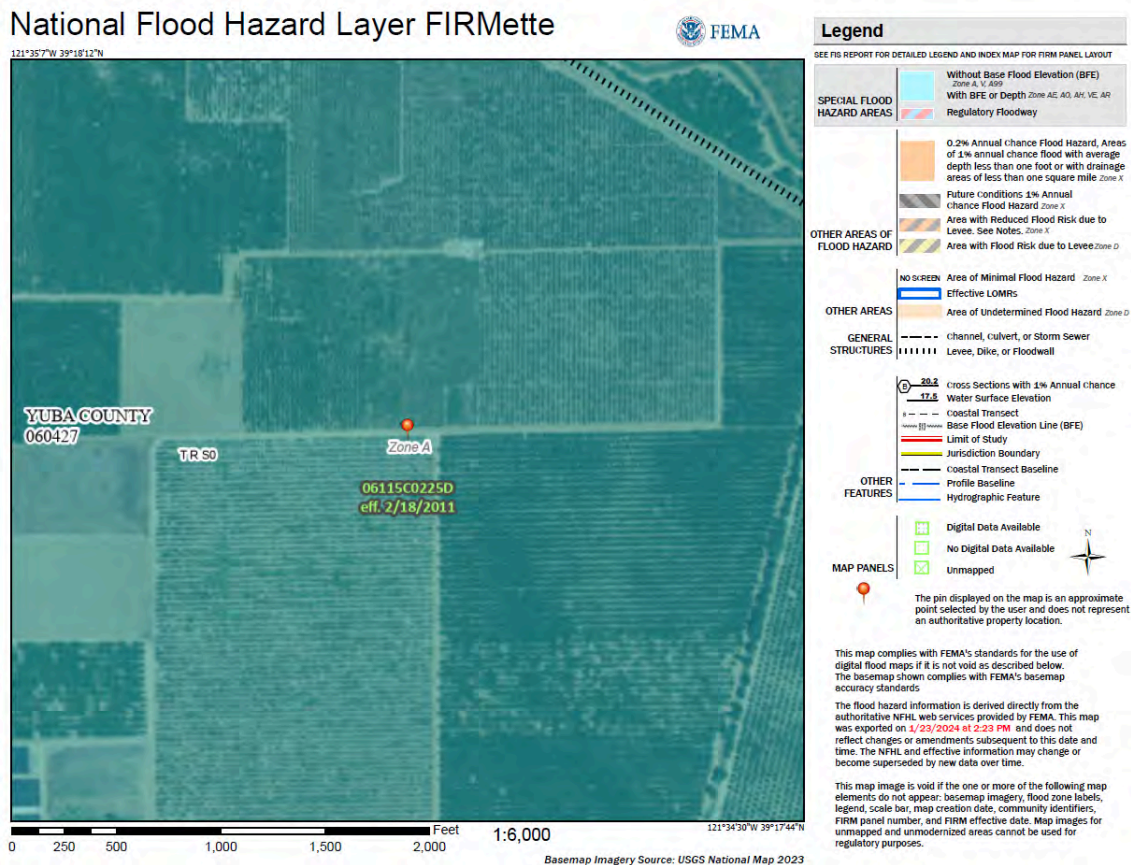 National Flood Hazard Layer FIRMette
FEMA
121°35'7"W 39°18'12"N
YUBA COUNTY
060427
T R S0
Zone A
06115C0225D
eff. 2/18/2011
121°34'30"W 39°17'44"N
Feet
0 250 500 1,000 1,500 2,000
1:6,000
Basemap Imagery Source: USGS National Map 2023
Legend
SEE FIS REPORT FOR DETAILED LEGEND AND INDEX MAP FOR FIRM PANEL LAYOUT
SPECIAL FLOOD
HAZARD AREAS
Without Base Flood Elevation (BFE)
Zone A, V, A99
With BFE or Depth Zone AE, AO, AH, VE, AR
Regulatory Floodway
OTHER AREAS OF
FLOOD HAZARD
0.2% Annual Chance Flood Hazard, Areas
of 1% annual chance flood with average
depth less than one foot or with drainage
areas of less than one square mile Zone X
Future Conditions 1% Annual
Chance Flood Hazard Zone X
Area with Reduced Flood Risk due to
Levee. See Notes. Zone X
Area with Flood Risk due to Levee Zone D
OTHER AREAS
NO SCREEN Area of Minimal Flood Hazard Zone X
Effective LOMRs
Area of Undetermined Flood Hazard Zone D
GENERAL
STRUCTURES
Channel, Culvert, or Storm Sewer
Levee, Dike, or Floodwall
OTHER
FEATURES
B 20.2 Cross Sections with 1% Annual Chance
17.5 Water Surface Elevation
8 Coastal Transect
513 Base Flood Elevation Line (BFE)
Limit of Study
Jurisdiction Boundary
Coastal Transect Baseline
Profile Baseline
Hydrographic Feature
MAP PANELS
Digital Data Available
No Digital Data Available
Unmapped
N
The pin displayed on the map is an approximate
point selected by the user and does not represent
an authoritative property location.
This map complies with FEMA's standards for the use of
digital flood maps if it is not void as described below.
The basemap shown complies with FEMA's basemap
accuracy standards
The flood hazard information is derived directly from the
authoritative NFHL web services provided by FEMA. This map
was exported on 1/23/2024 at 2:23 PM and does not
reflect changes or amendments subsequent to this date and
time. The NFHL and effective information may change or
become superseded by new data over time.
This map image is void if the one or more of the following map
elements do not appear: basemap imagery, flood zone labels,
legend, scale bar, map creation date, community identifiers,
FIRM panel number, and FIRM effective date. Map images for
unmapped and unmodernized areas cannot be used for
regulatory purposes.